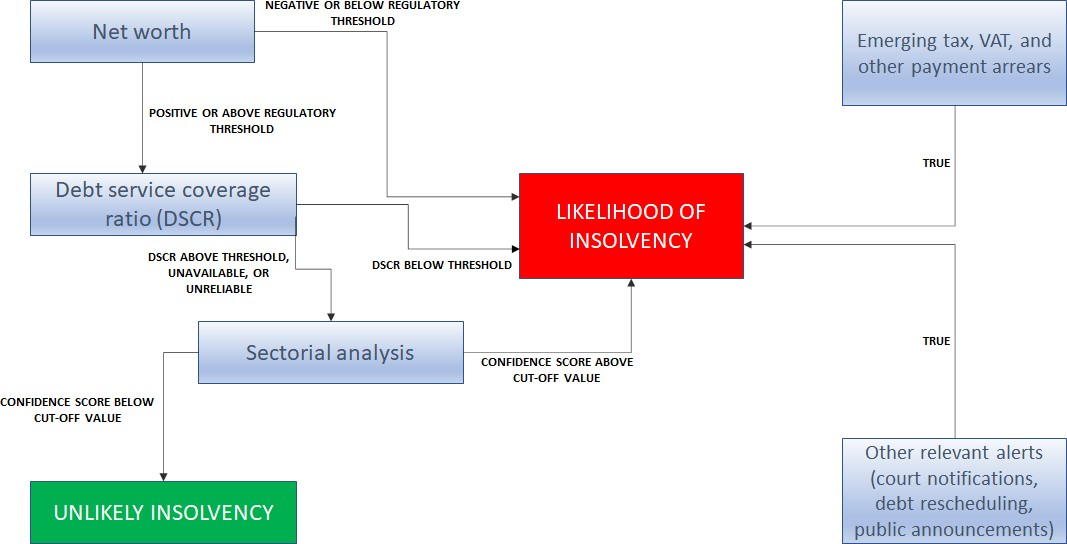 NEGATIVE OR BELOW REGULATORY
THRESHOLD
Net worth
Emerging tax, VAT, and
other payment arrears
POSITIVE OR ABOVE REGULATORY
THRESHOLD
TRUE
Debt service coverage
ratio (DSCR)
LIKELIHOOD OF
INSOLVENCY
DSCR ABOVE THRESHOLD,
UNAVAILABLE, OR
UNRELIABLE
DSCR BELOW THRESHOLD
Sectorial analysis
TRUE
CONFIDENCE SCORE ABOVE
CUT-OFF VALUE
CONFIDENCE SCORE BELOW
CUT-OFF VALUE
Other relevant alerts
(court notifications,
debt rescheduling,
public announcements)
UNLIKELY INSOLVENCY